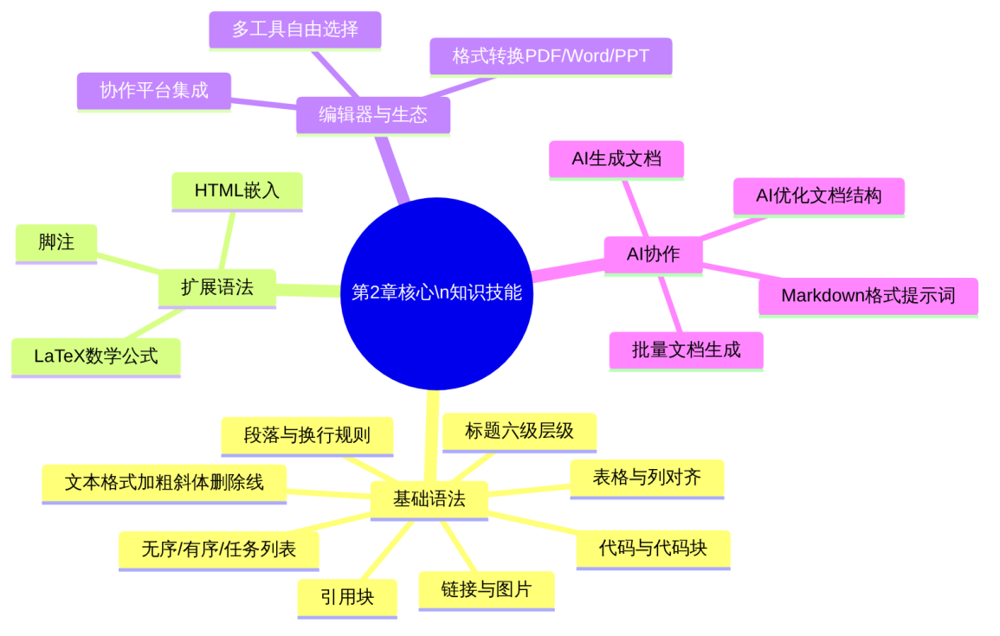 多工具自由选择
格式转换PDF/Word/PPT
协作平台集成
编辑器与生态
AI生成文档
HTML嵌入
AI优化文档结构
脚注
AI协作
扩展语法
第2章核心\n知识技能
Markdown格式提示词
LaTeX数学公式
批量文档生成
段落与换行规则
标题六级层级
文本格式加粗斜体删除线
表格与列对齐
基础语法
无序/有序/任务列表
代码与代码块
引用块
链接与图片